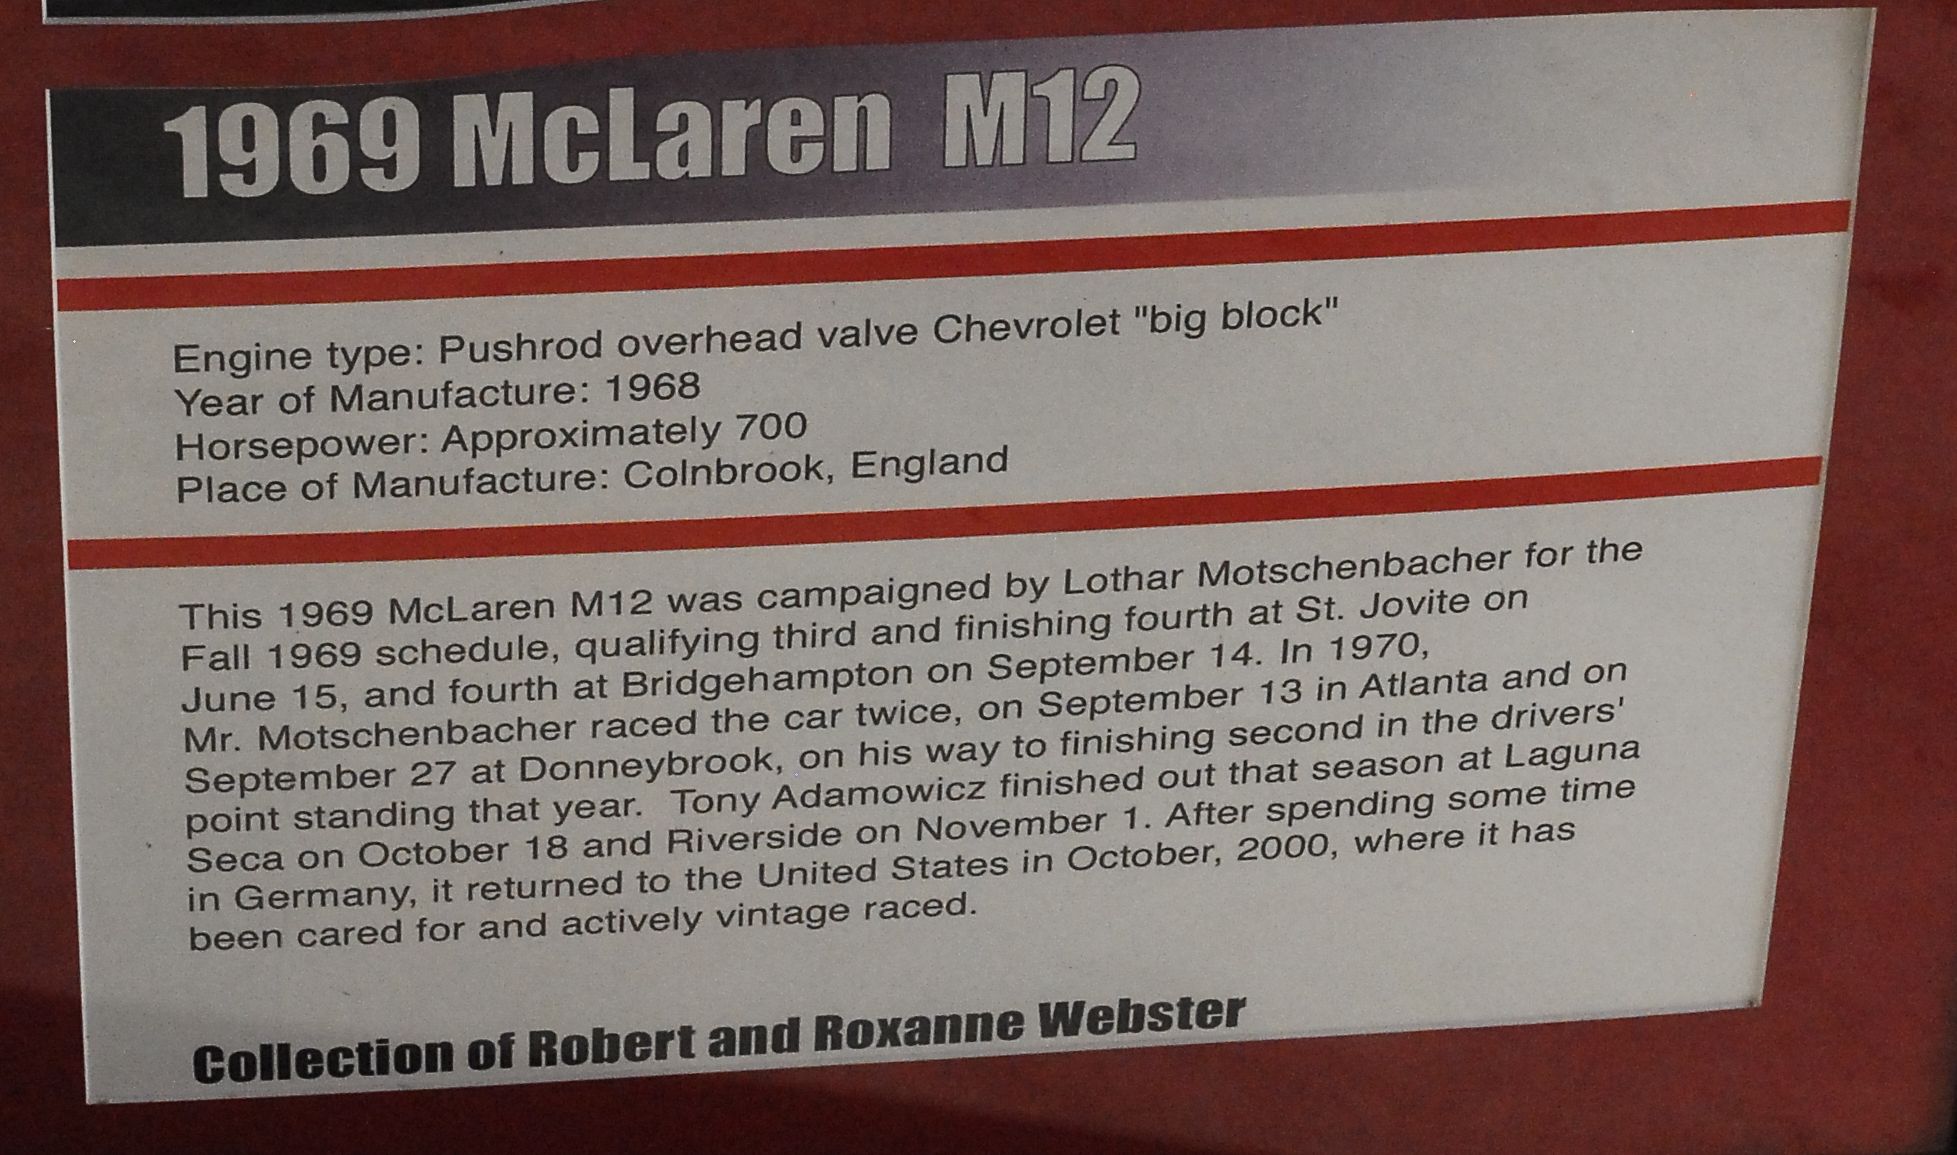 1969 McLaren M12
Engine type: Pushrod overhead valve Chevrolet "big block"
Year of Manufacture: 1968
Horsepower: Approximately 700
Place of Manufacture: Colnbrook, England
This 1969 McLaren M12 was campaigned by Lothar Motschenbacher for the
Fall 1969 schedule, qualifying third and finishing fourth at St. Jovite on
June 15, and fourth at Bridgehampton on September 14. In 1970,
Mr. Motschenbacher raced the car twice, on September 13 in Atlanta and on
September 27 at Donneybrook, on his way to finishing second in the drivers'
point standing that year. Tony Adamowicz finished out that season at Laguna
Seca on October 18 and Riverside on November 1. After spending some time
in Germany, it returned to the United States in October, 2000, where it has
been cared for and actively vintage raced.
Collection of Robert and Roxanne Webster